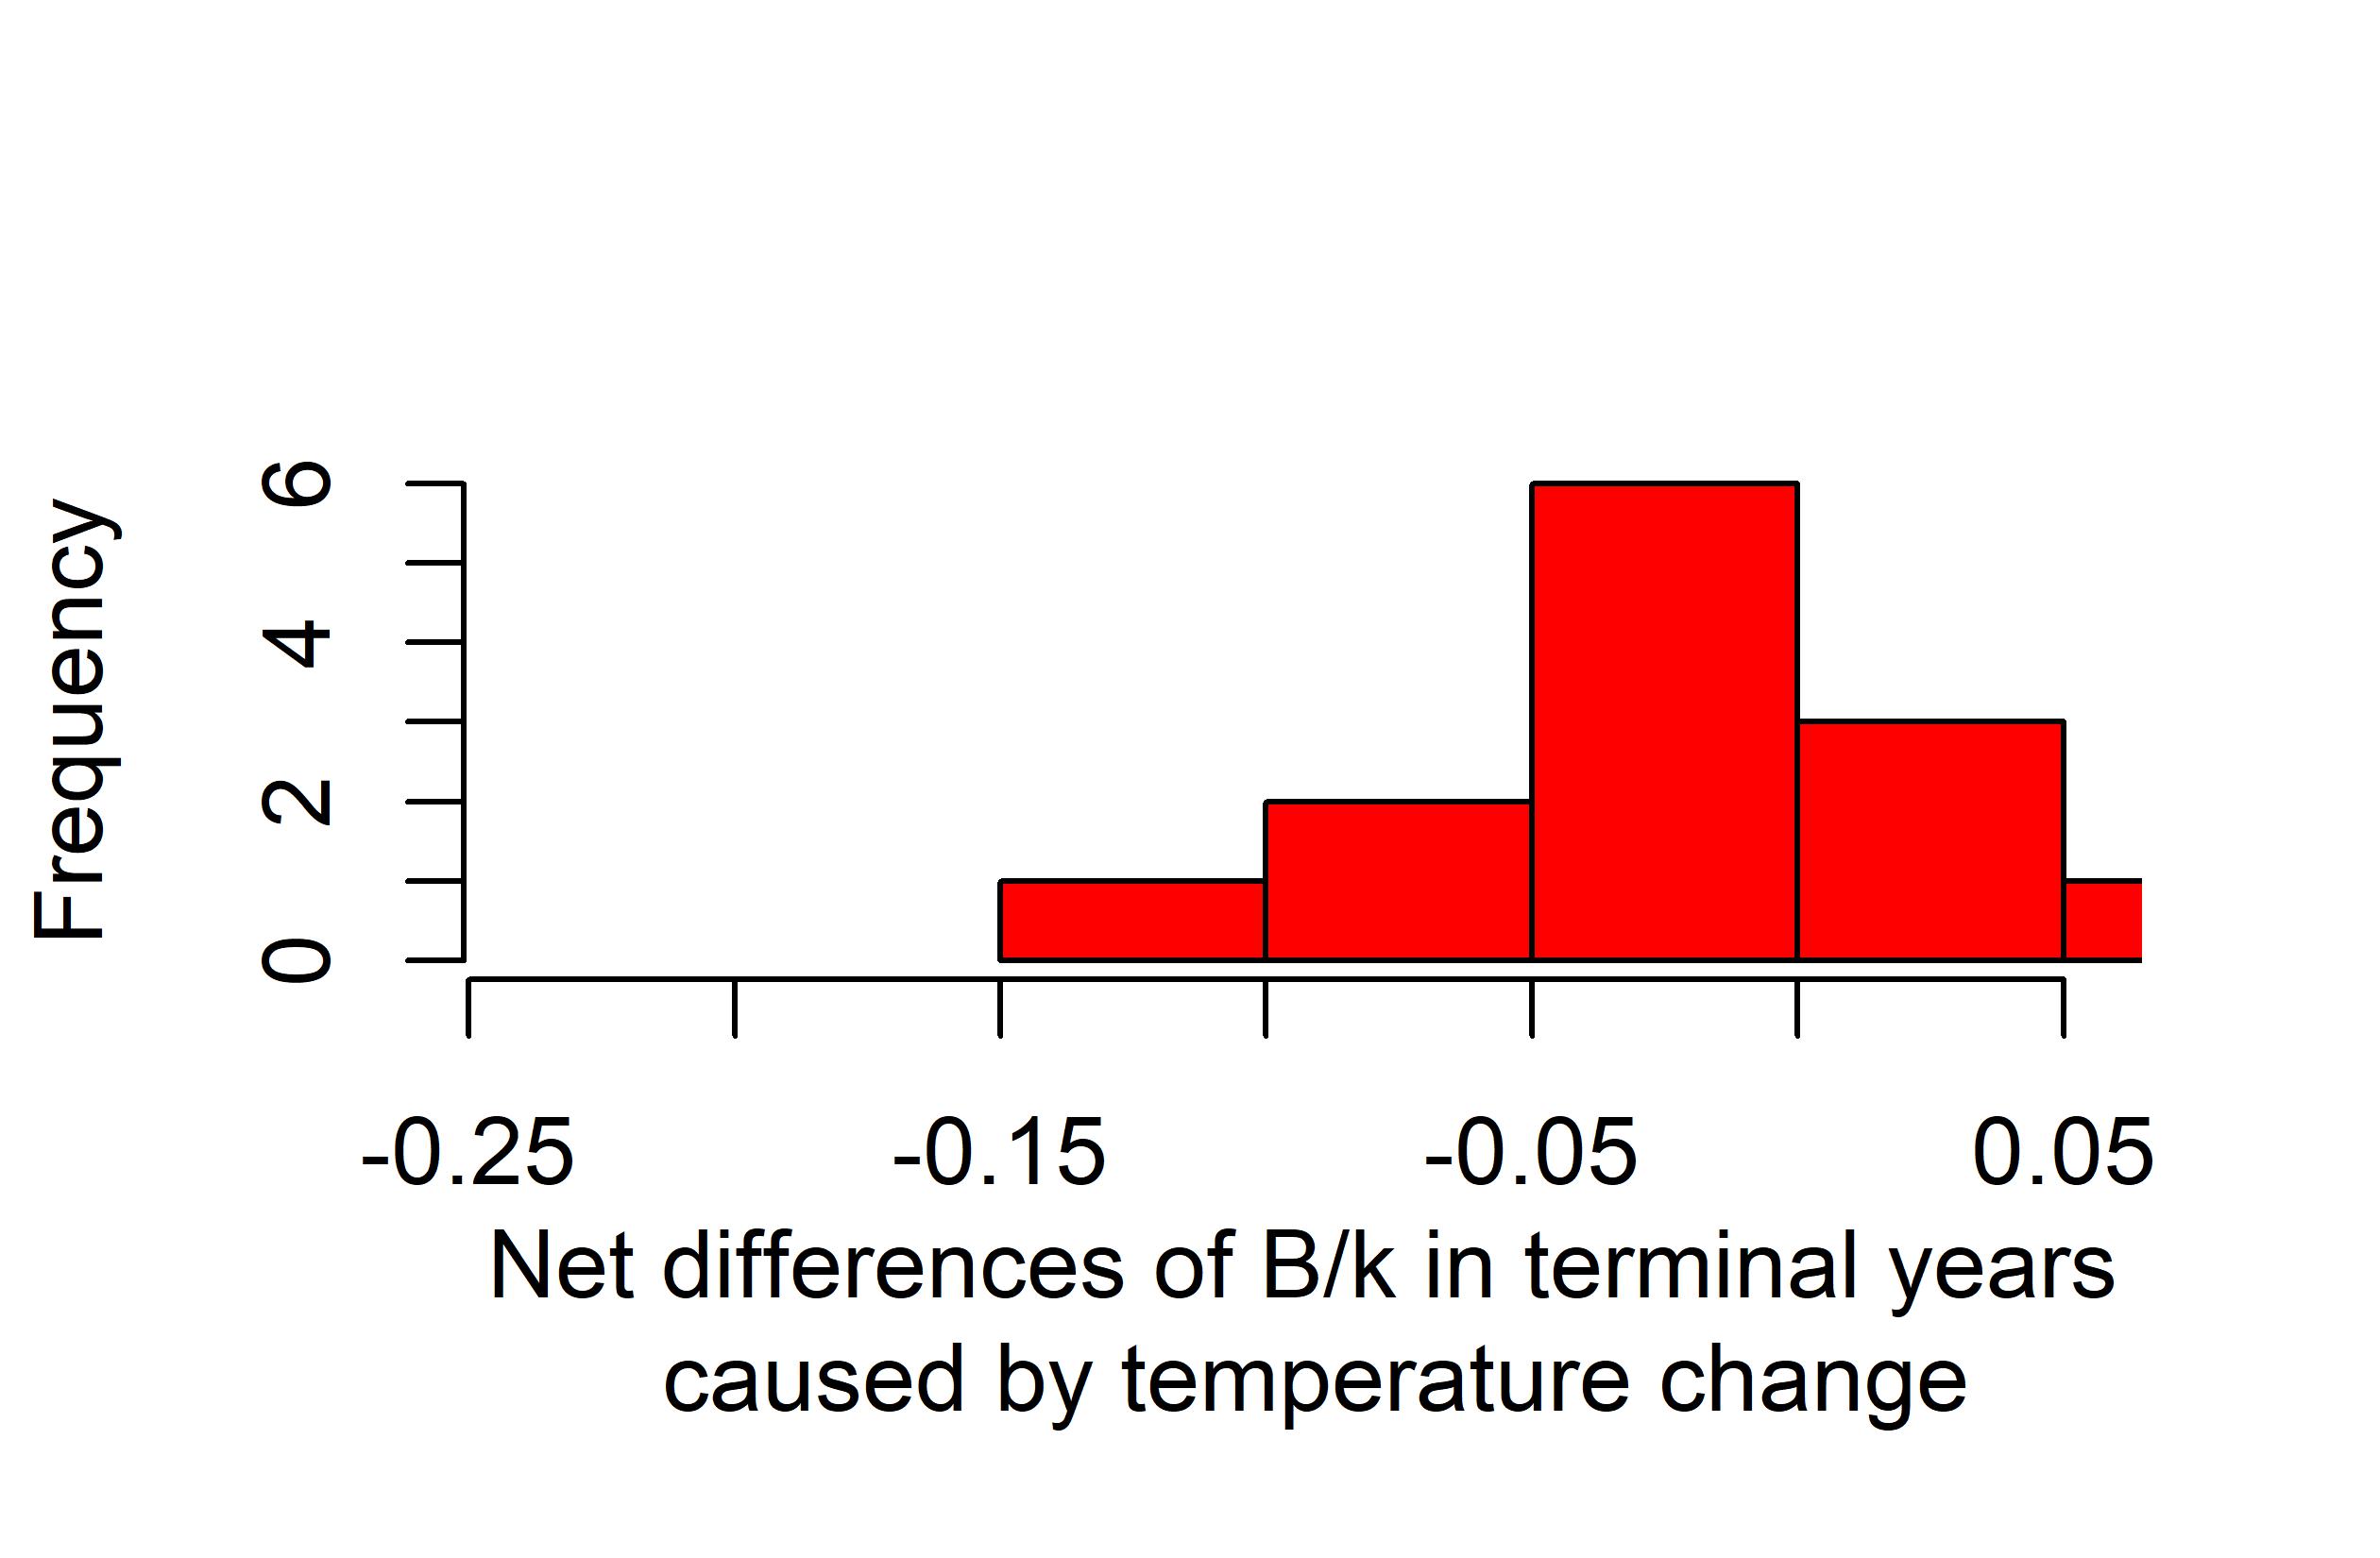 Frequency
6
4
2
0
-0.25 -0.15 -0.05 0.05
Net differences of B/k in terminal years
caused by temperature change